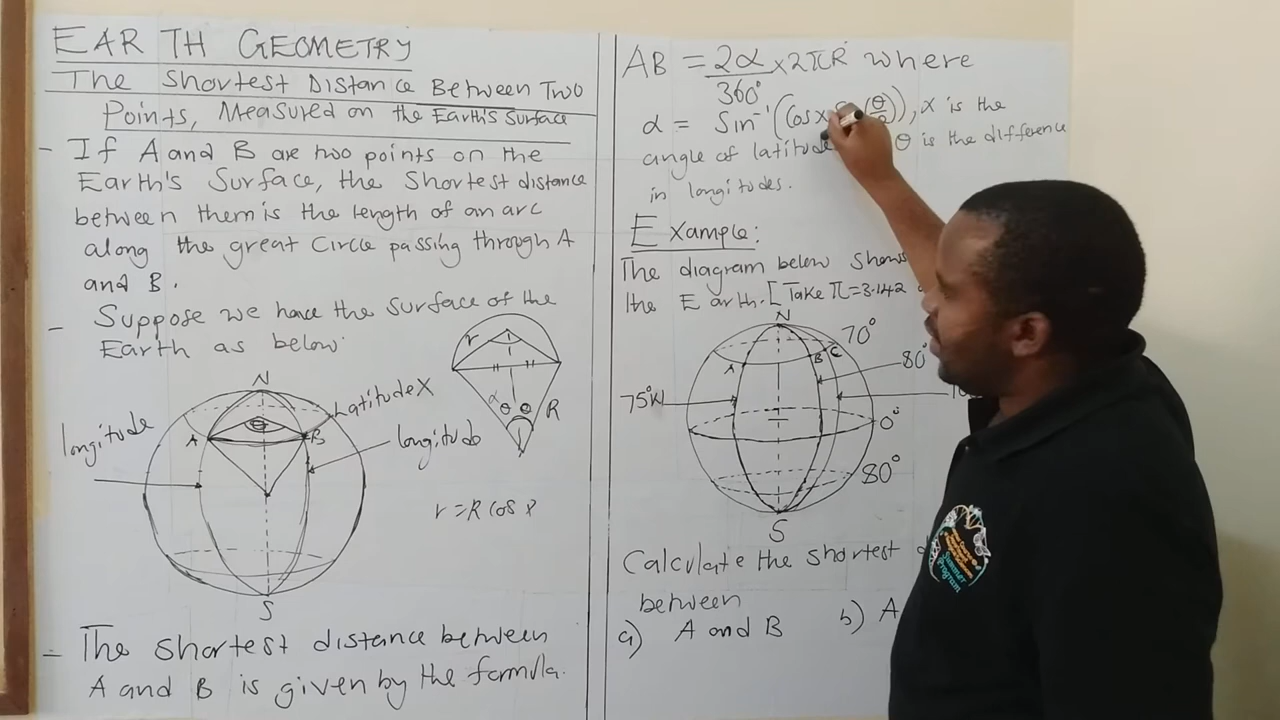 EARTH GEOMETRY
The Shortest Distance Between Two
Points, Measured on the Earth's Surface
- If A and B are two points on the
Earth's Surface, the Shortest distance
between them is the length of an arc
along the great Circle passing through A
and B.
- Suppose we have the Surface of the
Earth as below.
N
Latitude X
longitude
A
B
longitud
S
r
α
θ θ
R
r = R cos
- The shortest distance between
A and B is given by the formula.
AB = 2α/360° × 2πR where
α = Sin⁻¹ (Cos x (θ/2)), x is the
angle of latitude θ is the difference
in longitudes.
Example:
The diagram below shows
the Earth. [Take π=3.142
N
70°
A
B
C
80°
75°W
0°
80°
S
Calculate the shortest
between
a) A and B b) A
Summer
Program